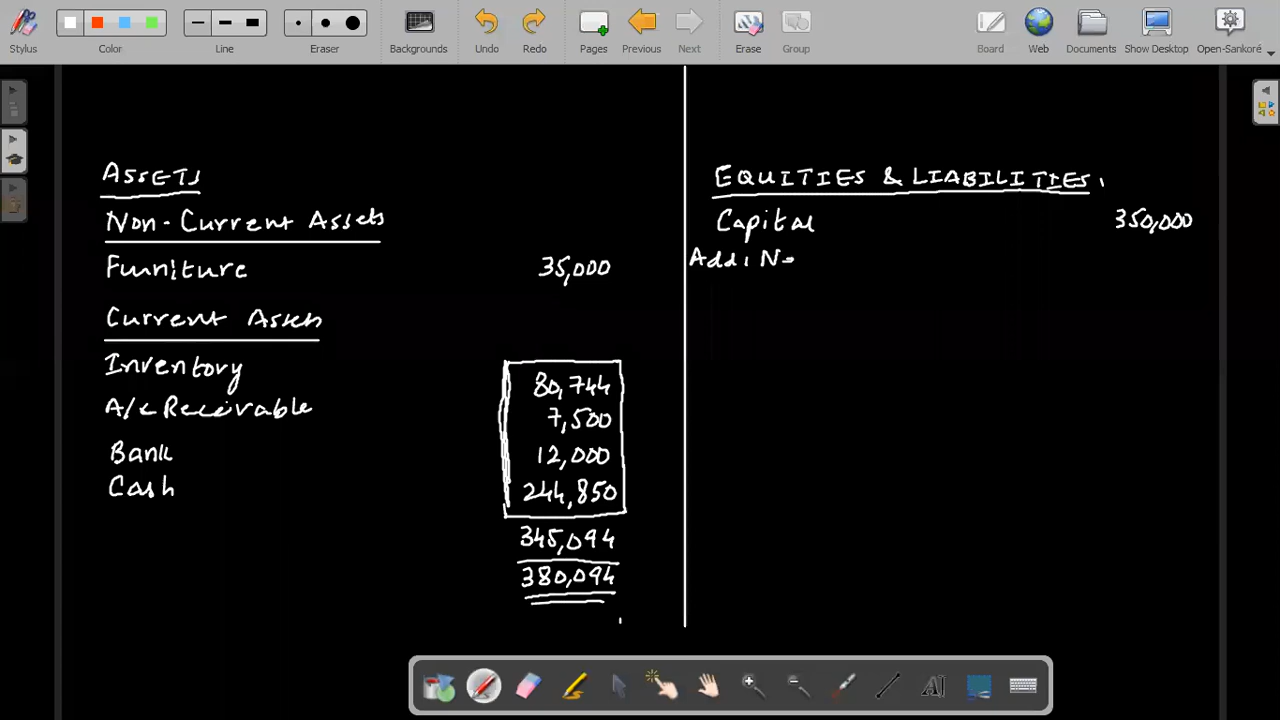 Stylus Color Line Eraser Backgrounds Undo Redo Pages Previous Next Erase Group Board Web Documents Show Desktop Open-Sankoré
ASSETS
Non-Current Assets
Furniture 35,000
Current Assets
Inventory 80,744
A/c Receivable 7,500
Bank 12,000
Cash 244,850
345,094
380,094
EQUITIES & LIABILITIES.
Capital 350,000
Add: Ne